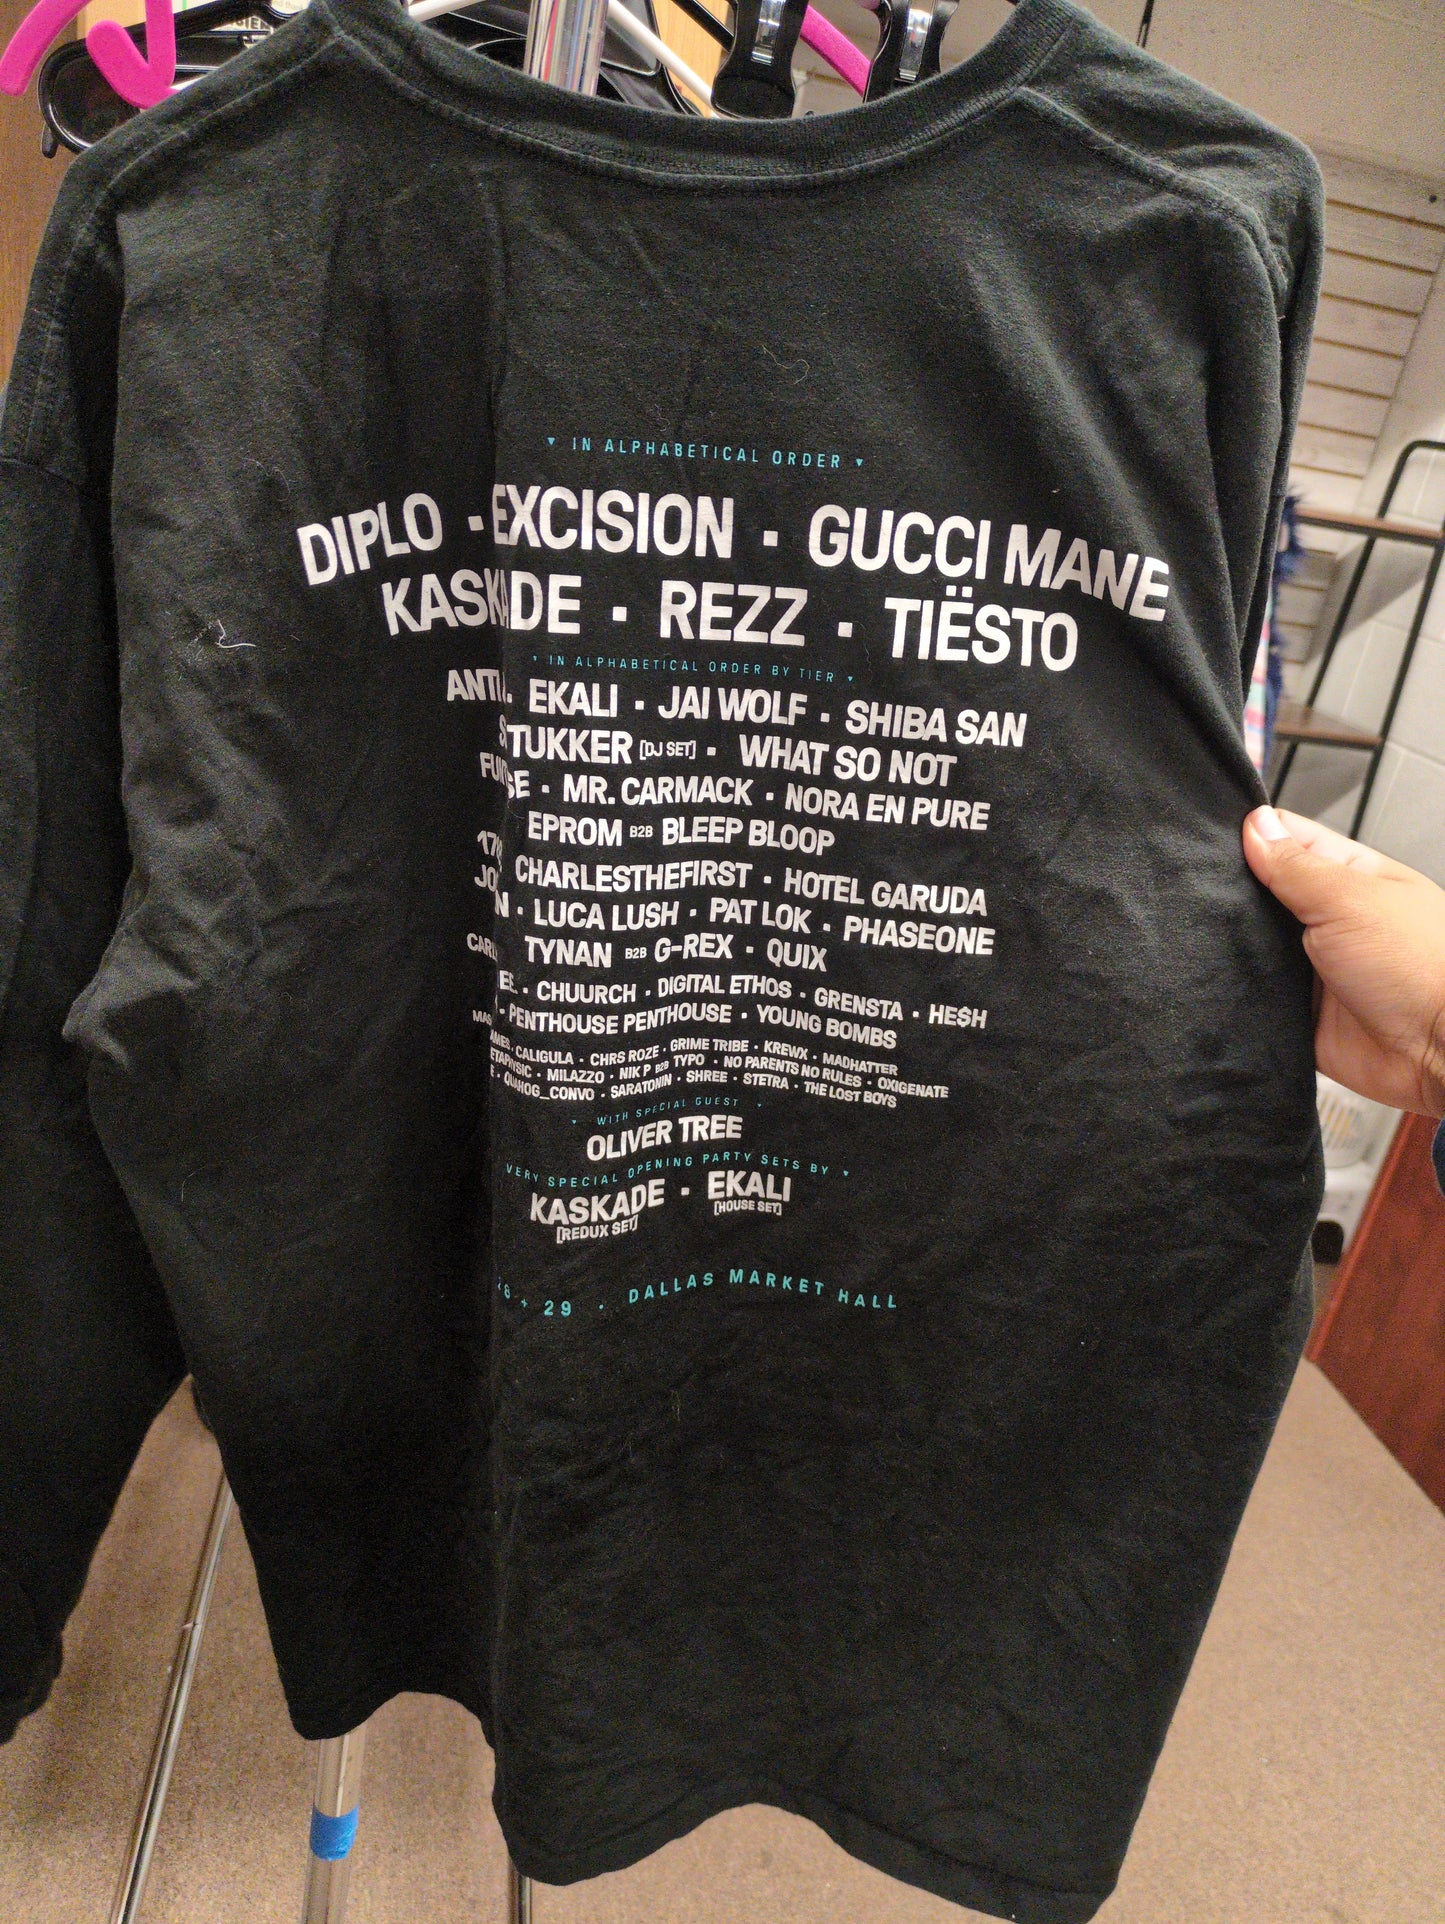 ▼ IN ALPHABETICAL ORDER ▼
DIPLO · EXCISION · GUCCI MANE
KASKADE · REZZ · TIËSTO
▼ IN ALPHABETICAL ORDER BY TIER ▼
EKALI · JAI WOLF · SHIBA SAN
[DJ SET] · WHAT SO NOT
· MR. CARMACK · NORA EN PURE
EPROM B2B BLEEP BLOOP
CHARLESTHEFIRST · HOTEL GARUDA
· LUCA LUSH · PAT LOK · PHASEONE
TYNAN B2B G-REX · QUIX
· CHUURCH · DIGITAL ETHOS · GRENSTA · HE$H
· PENTHOUSE PENTHOUSE · YOUNG BOMBS
· CALIGULA · CHRS ROZE · GRIME TRIBE · KREWX · MADHATTER
· MILAZZO · NIK P B2B TYPO · NO PARENTS NO RULES · OXIGENATE
· QUAHOG_CONVO · SARATONIN · SHREE · STETRA · THE LOST BOYS
▼ WITH SPECIAL GUEST ▼
OLIVER TREE
VERY SPECIAL OPENING PARTY SETS BY ▼
KASKADE · EKALI
[REDUX SET] [HOUSE SET]
+ 29 · DALLAS MARKET HALL